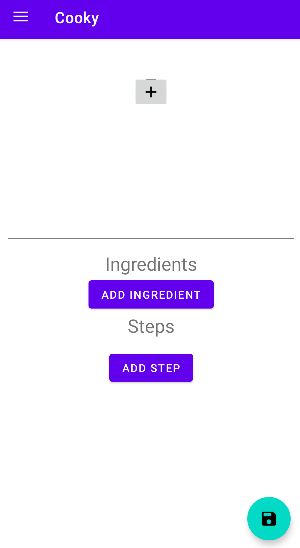 Cooky
Ingredients
ADD INGREDIENT
Steps
ADD STEP